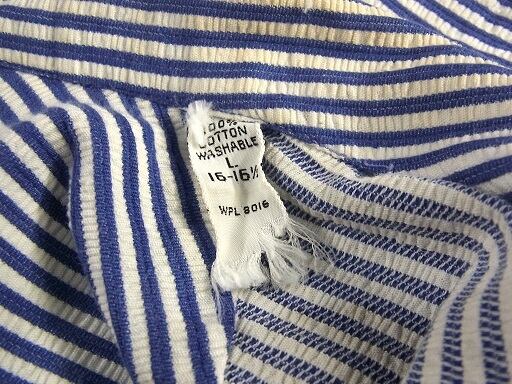 100%
COTTON
WASHABLE
L
16-16½
WPL 8016